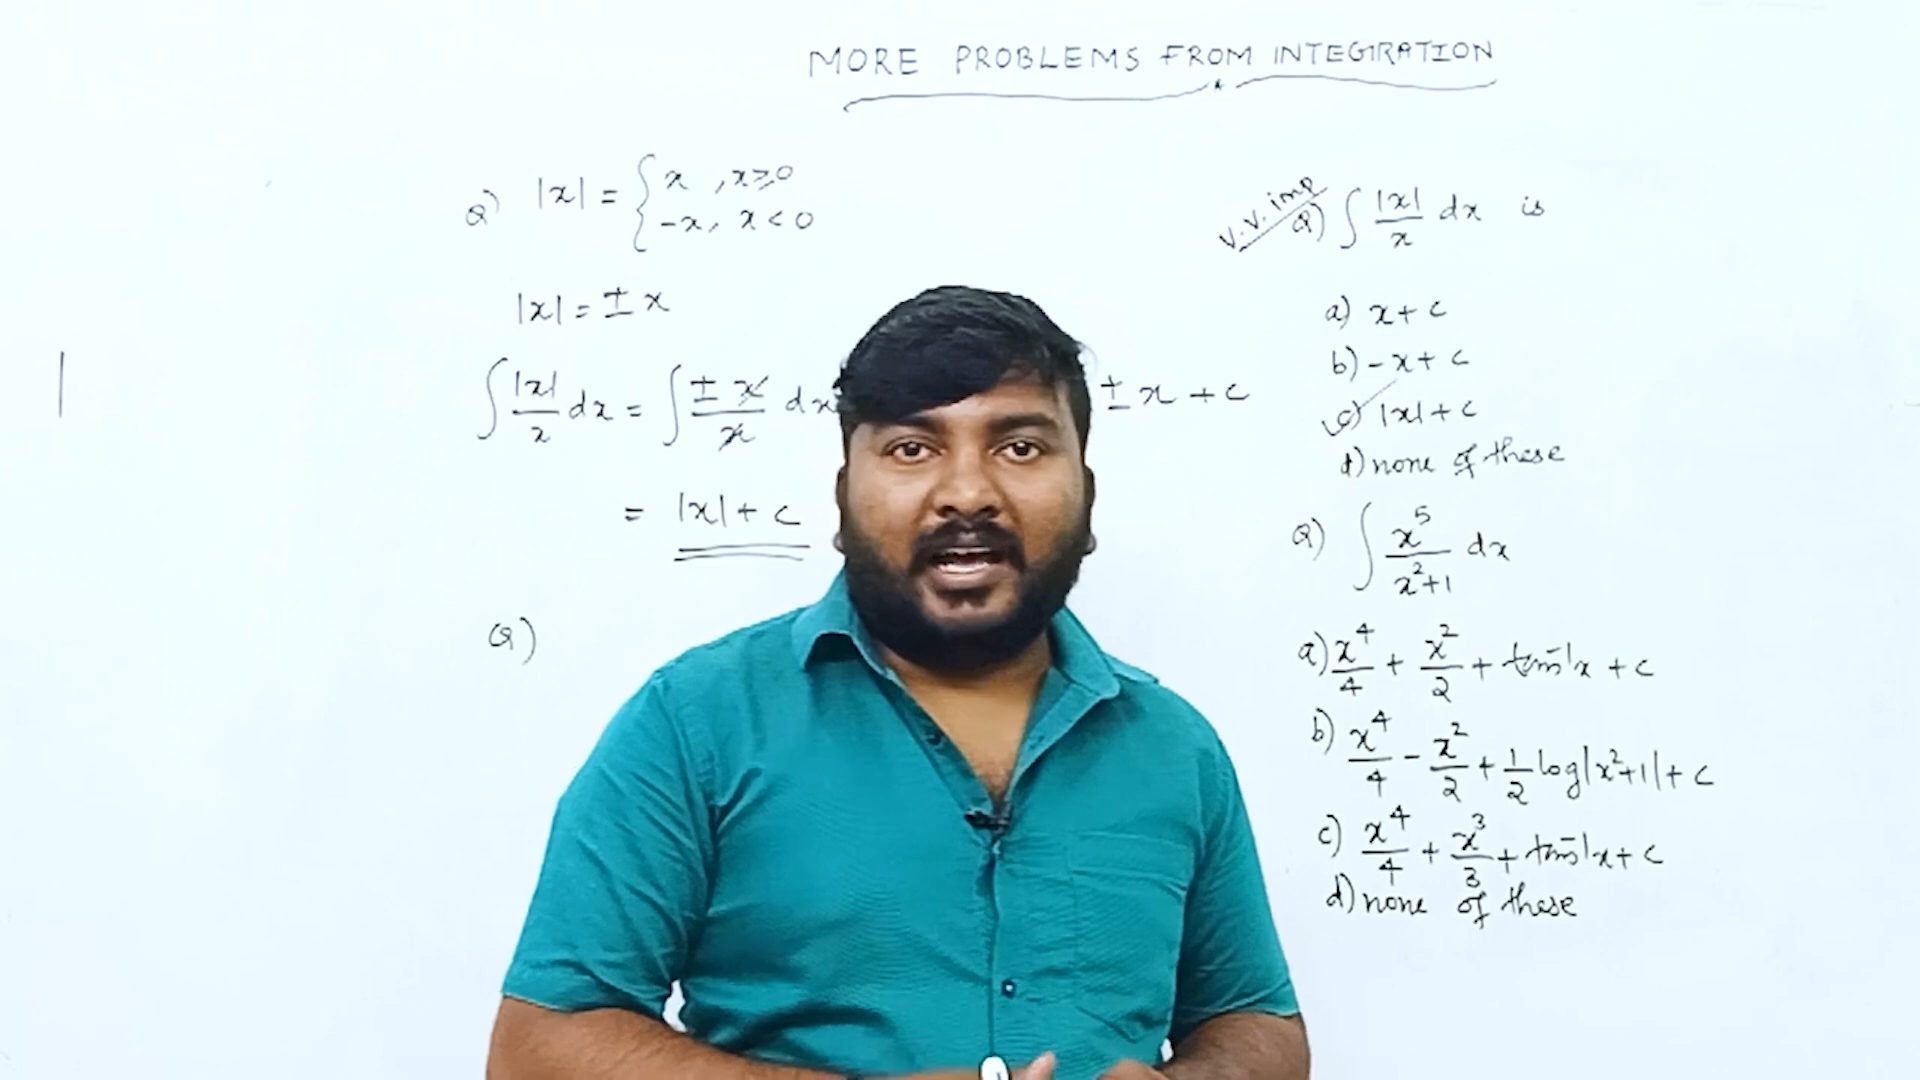 MORE PROBLEMS FROM INTEGRATION
Q) |x| = { x , x≥0
-x, x<0
|x| = ± x
∫ |x|/x dx = ∫ ± x/x dx ± x + c
= |x| + c
Q)
V.V. imp
Q) ∫ |x|/x dx is
a) x + c
b) - x + c
c) |x| + c
d) none of these
Q) ∫ x⁵/x²+1 dx
a) x⁴/4 + x²/2 + tan⁻¹x + c
b) x⁴/4 - x²/2 + 1/2 log|x²+1| + c
c) x⁴/4 + x³/3 + tan⁻¹x + c
d) none of these